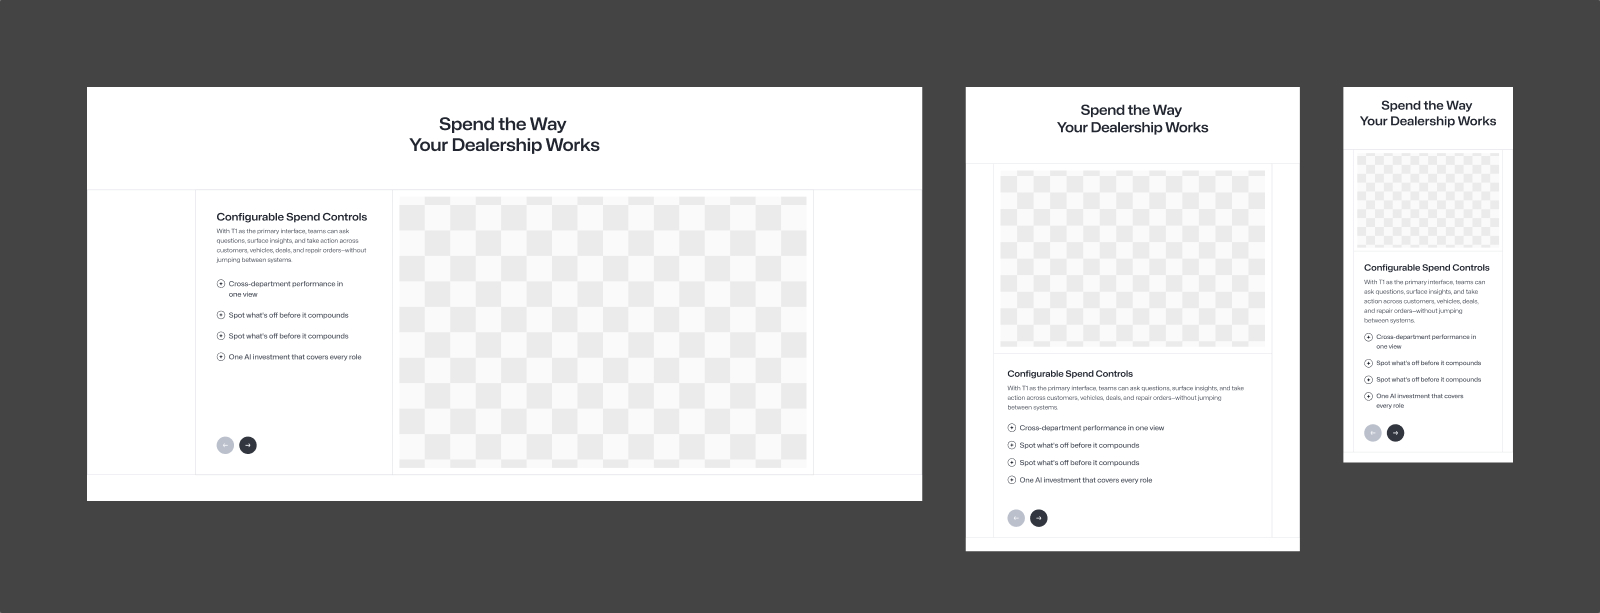 Spend the Way
Your Dealership Works
Configurable Spend Controls
With T1 as the primary interface, teams can ask
questions, surface insights, and take action across
customers, vehicles, deals, and repair orders—without
jumping between systems.
Cross-department performance in
one view
Spot what's off before it compounds
Spot what's off before it compounds
One AI investment that covers every role
Spend the Way
Your Dealership Works
Configurable Spend Controls
With T1 as the primary interface, teams can ask questions, surface insights, and take
action across customers, vehicles, deals, and repair orders—without jumping
between systems.
Cross-department performance in one view
Spot what's off before it compounds
Spot what's off before it compounds
One AI investment that covers every role
Spend the Way
Your Dealership Works
Configurable Spend Controls
With T1 as the primary interface, teams can
ask questions, surface insights, and take
action across customers, vehicles, deals,
and repair orders—without jumping
between systems.
Cross-department performance in
one view
Spot what's off before it compounds
Spot what's off before it compounds
One AI investment that covers
every role